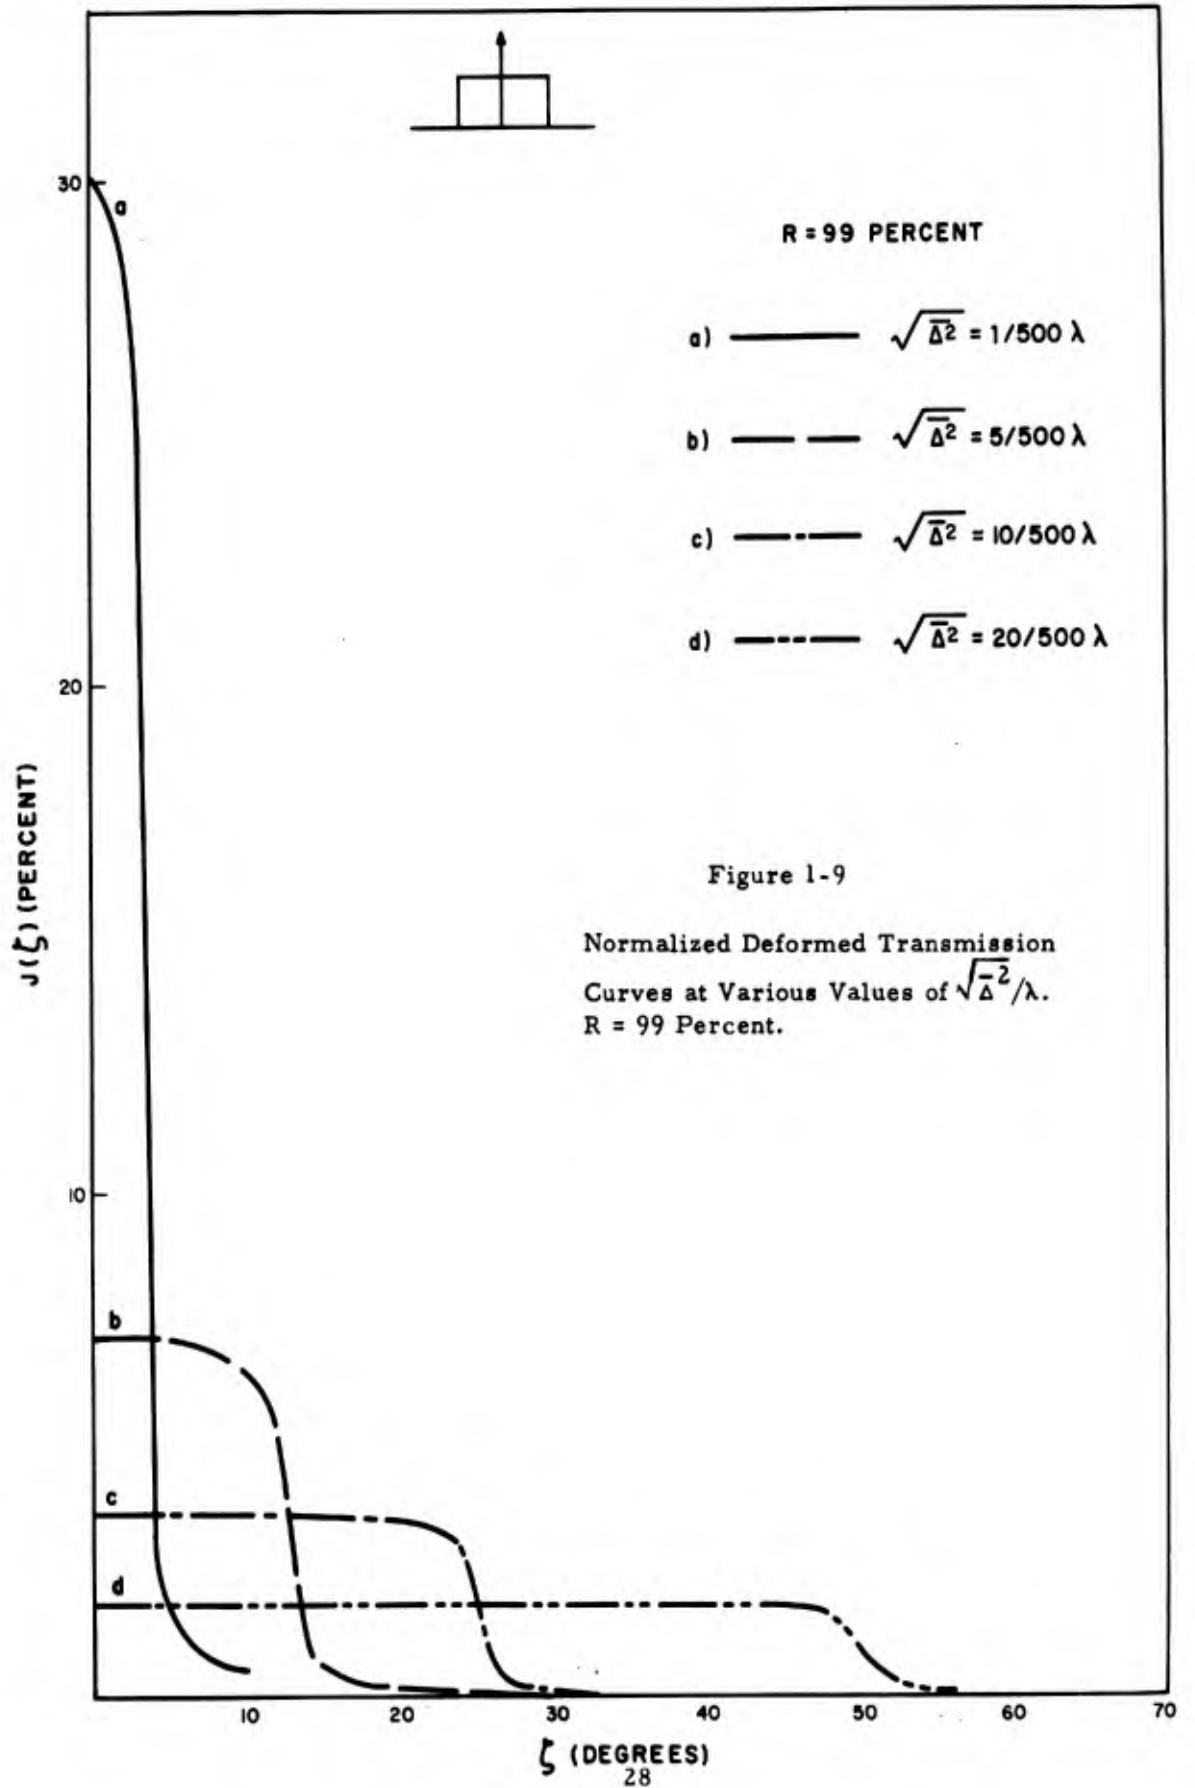 30
a
R = 99 PERCENT
a) √Δ̅² = 1/500 λ
b) √Δ̅² = 5/500 λ
c) √Δ̅² = 10/500 λ
d) √Δ̅² = 20/500 λ
20
J(ζ) (PERCENT)
Figure 1-9
Normalized Deformed Transmission
Curves at Various Values of √Δ̅²/λ.
R = 99 Percent.
10
b
c
d
10 20 30 40 50 60 70
ζ (DEGREES)
28